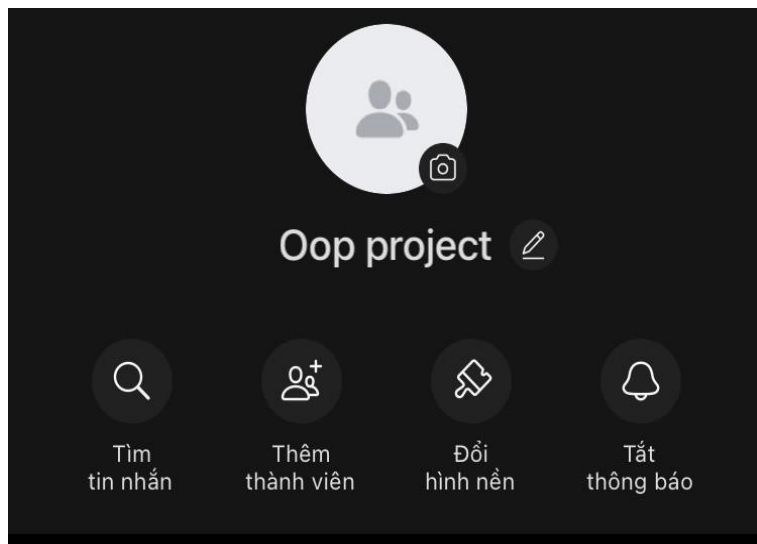 Oop project
Tìm
tin nhắn
Thêm
thành viên
Đổi
hình nền
Tắt
thông báo